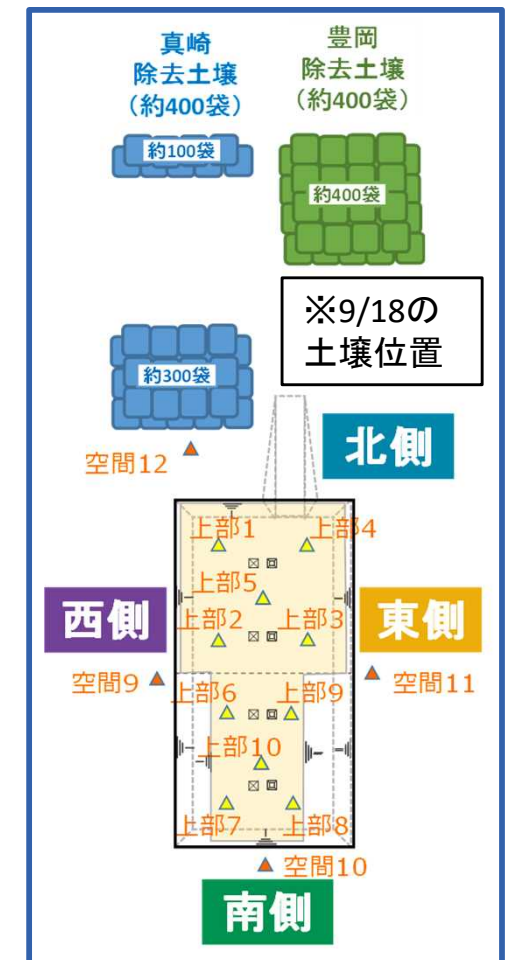 真崎
除去土壌
（約400袋）
豊岡
除去土壌
（約400袋）
約100袋
約400袋
※9/18の
土壌位置
約300袋
空間12
北側
上部1
上部4
上部5
西側
東側
上部2
上部3
空間9
空間11
上部6
上部9
上部10
上部7
上部8
空間10
南側